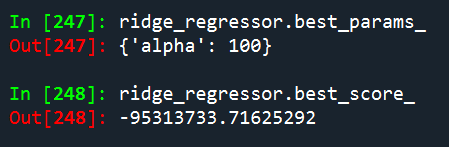 In [247]: ridge_regressor.best_params_
Out[247]: {'alpha': 100}
In [248]: ridge_regressor.best_score_
Out[248]: -95313733.71625292